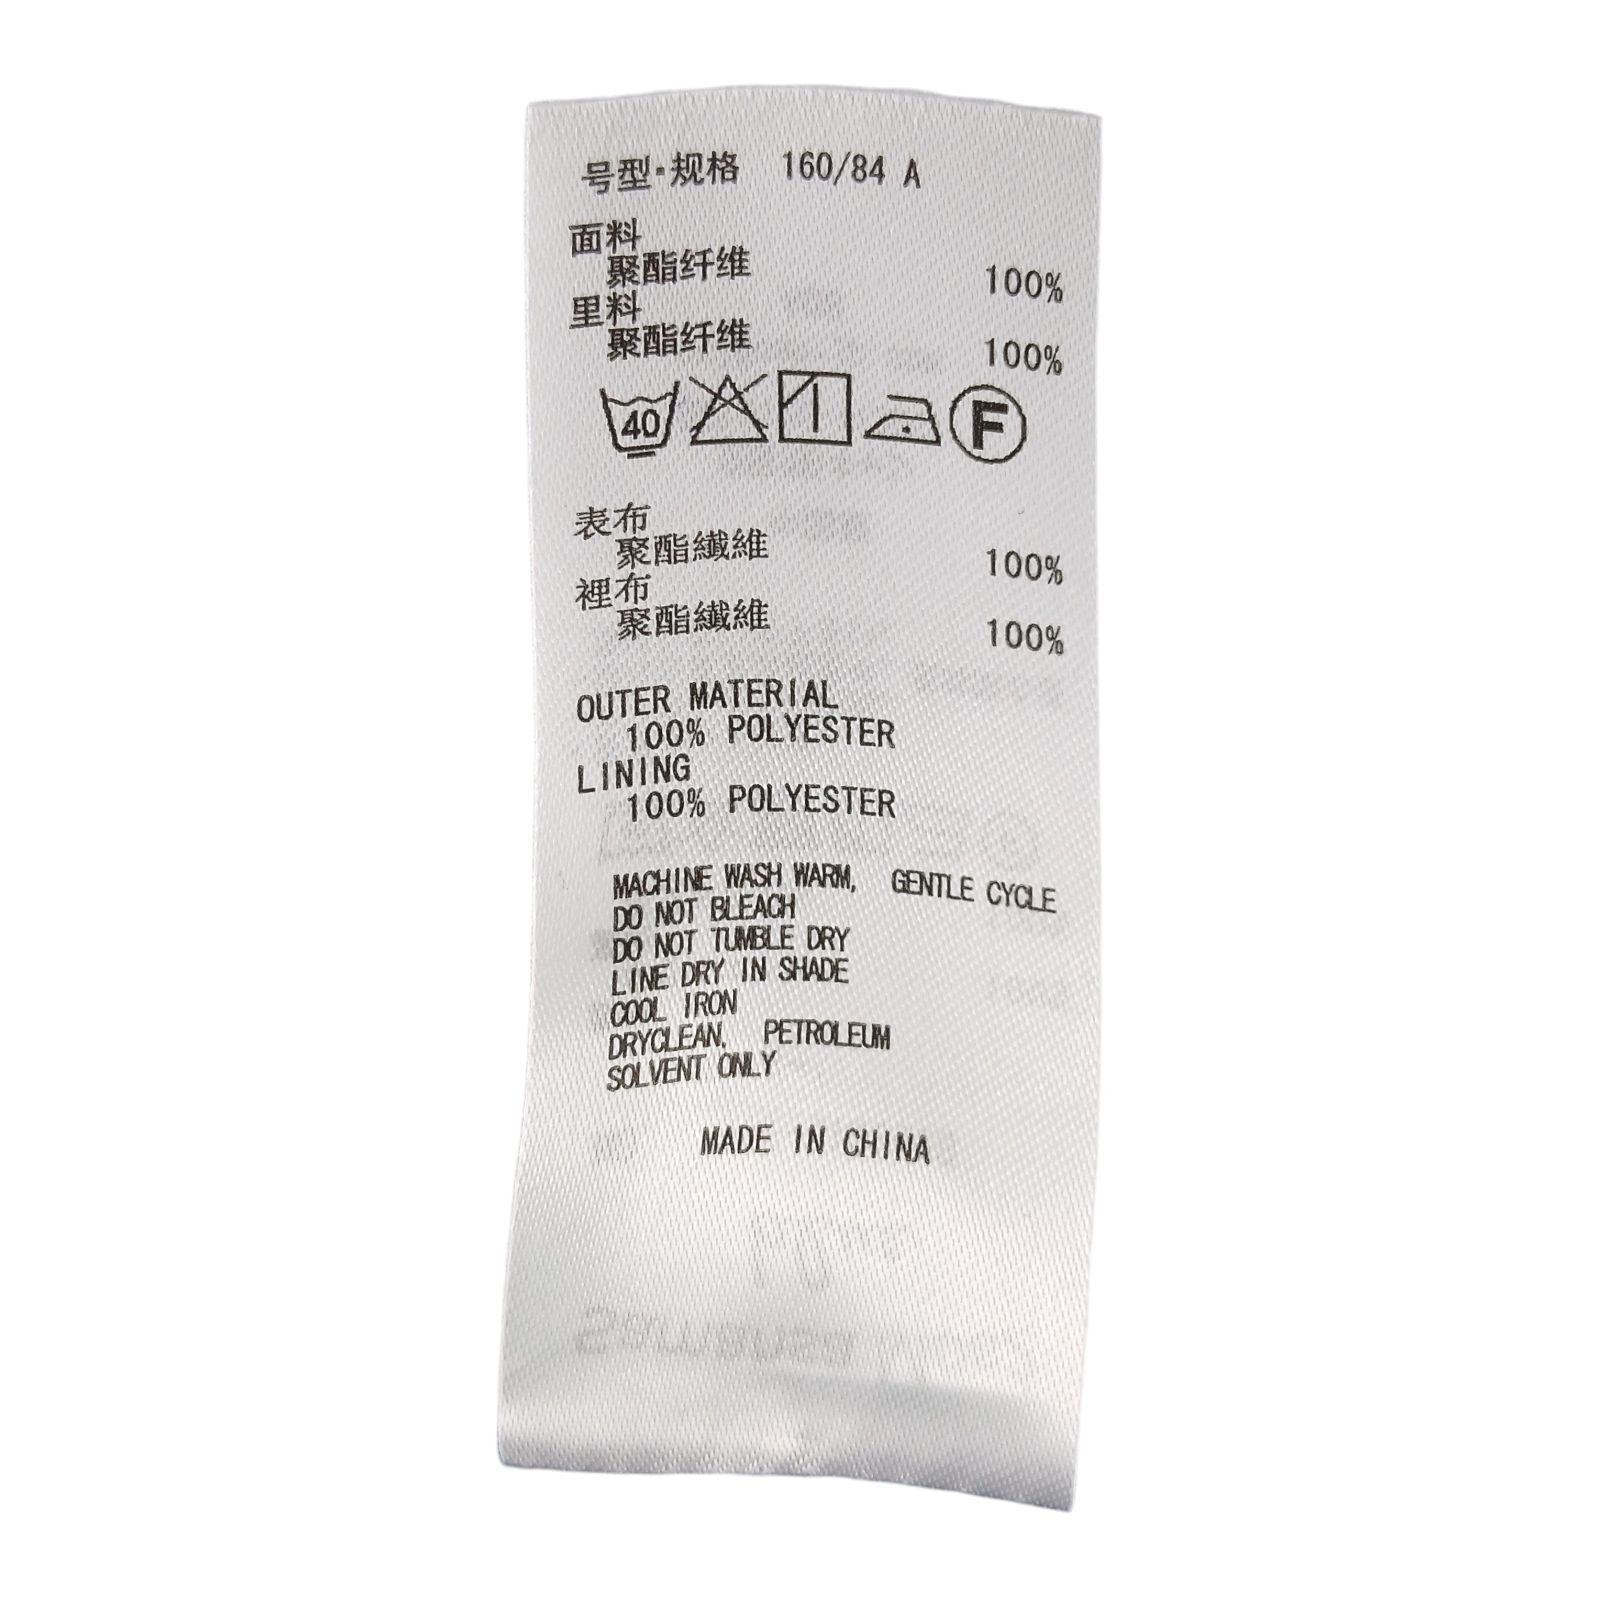 号型·规格 160/84 A
面料
聚酯纤维 100%
里料
聚酯纤维 100%
40 F
表布
聚酯纖維 100%
裡布
聚酯纖維 100%
OUTER MATERIAL
100% POLYESTER
LINING
100% POLYESTER
MACHINE WASH WARM, GENTLE CYCLE
DO NOT BLEACH
DO NOT TUMBLE DRY
LINE DRY IN SHADE
COOL IRON
DRYCLEAN, PETROLEUM
SOLVENT ONLY
MADE IN CHINA